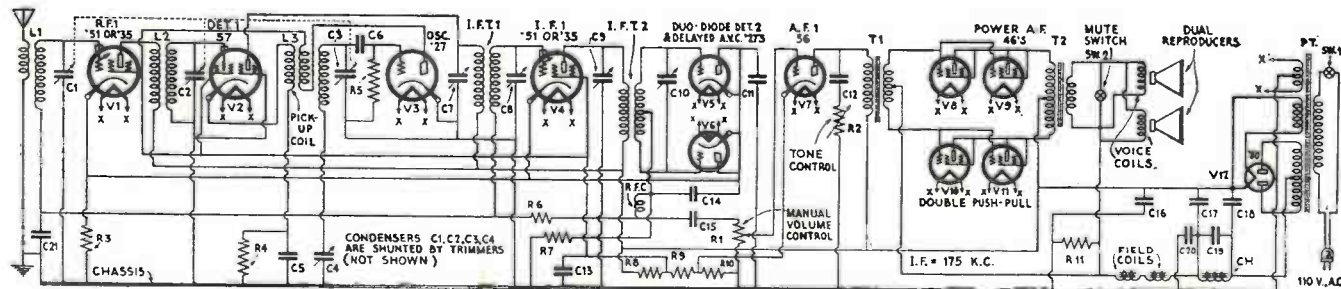 R.F.1
'51 OR '35
L1
L2
DET.1
57
L3
C3
C6
OSC.
'27
I.F.T.1
I.F.1
'51 OR '35
C9
I.F.T.2
DUO-DIODE DET.2
& DELAYED A.V.C. '27'S
A.F.1
56
T1
POWER A.F.
46'S
T2
MUTE
SWITCH
SW.2
DUAL
REPRODUCERS
P.T.
SW.1
C1
V1
X X
C2
V2
X X
PICK-
UP
COIL
R5
V3
X X
C7
C8
V4
X X
C10
V5
X X
V6
C11
V7
X X
C12
R2
TONE
CONTROL
V8
X X
V9
X X
V10
X X
V11
X X
DOUBLE PUSH-PULL
VOICE
COILS.
X
X
'80
V12
C21
R3
R4
C5
C4
CONDENSERS C1, C2, C3, C4
ARE SHUNTED BY TRIMMERS
(NOT SHOWN)
R6
R7
R.F.C.
C14
C15
R1
MANUAL
VOLUME
CONTROL
C13
R8
R9
R10
I.F. = 175 K.C.
C16
C17
C18
R11
FIELD
(COILS)
C20
C19
CH
110 V., A.C.
CHASSIS